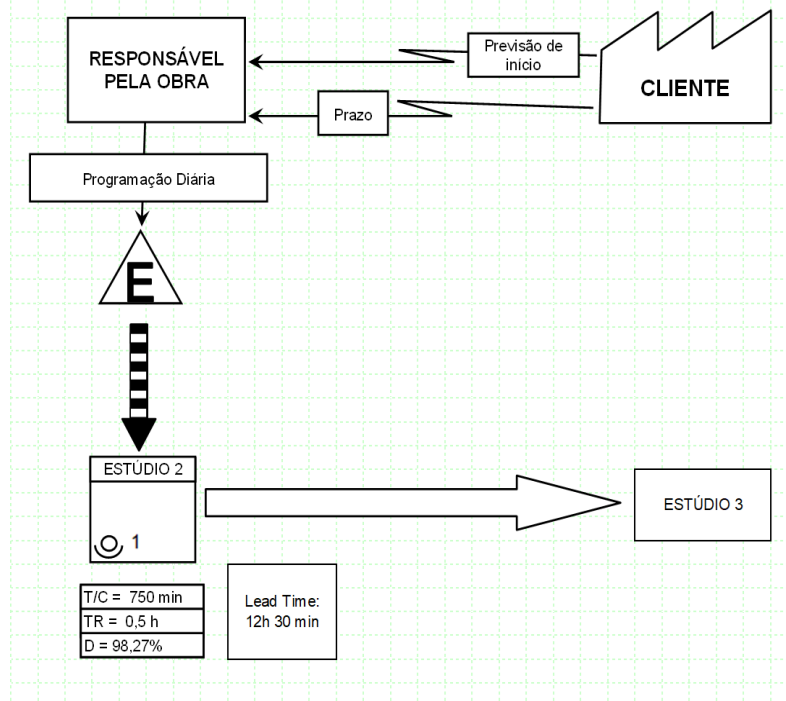 RESPONSÁVEL
PELA OBRA
Previsão de
início
CLIENTE
Prazo
Programação Diária
E
ESTÚDIO 2
1
ESTÚDIO 3
T/C = 750 min
TR = 0,5 h
D = 98,27%
Lead Time:
12h 30 min